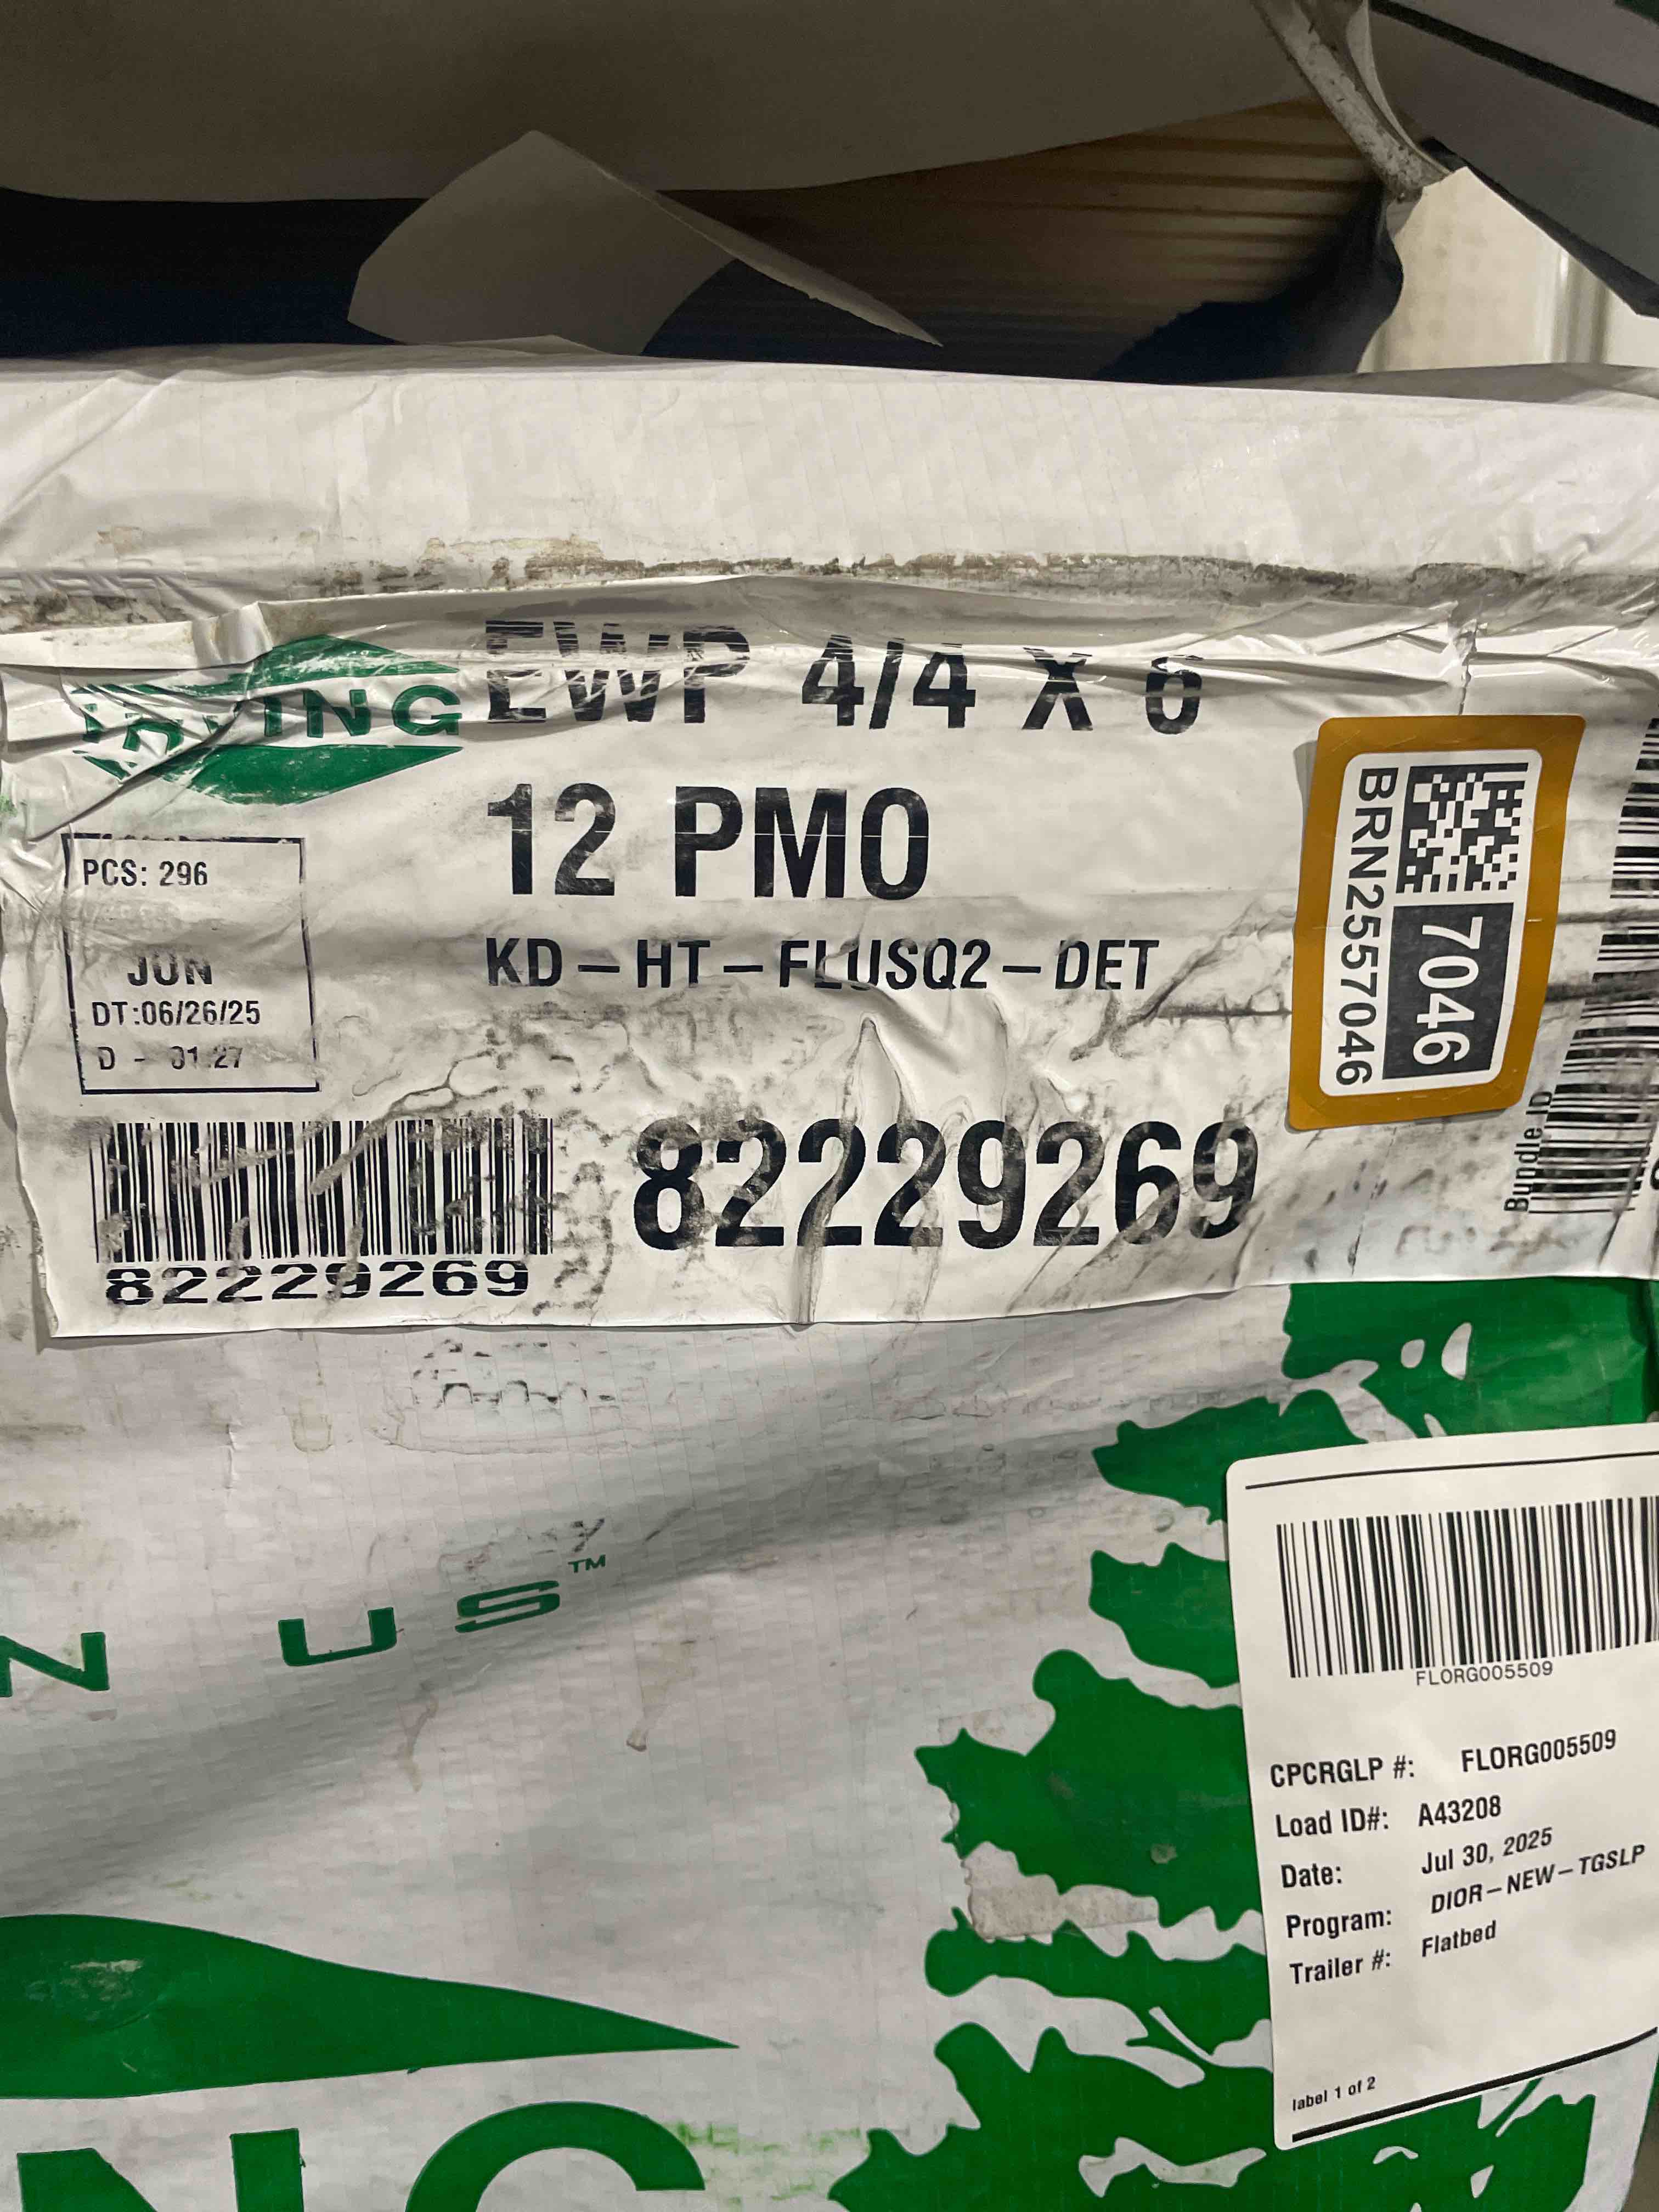 IRVING
EWP 4/4 X 6
12 PMO
KD-HT-FLUSQ2-DET
PCS: 296
JUN
DT:06/26/25
D - 01:27
82229269
82229269
BRN2557046
7046
Bundle ID
US™
FLORG005509
CPCRGLP #: FLORG005509
Load ID#: A43208
Date: Jul 30, 2025
Program: DIOR-NEW-TGSLP
Trailer #: Flatbed
label 1 of 2